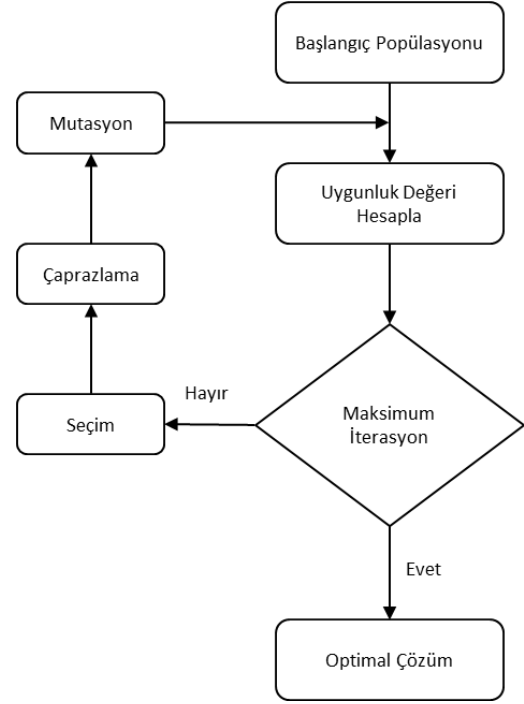 Başlangıç Popülasyonu
Mutasyon
Uygunluk Değeri
Hesapla
Çaprazlama
Hayır
Seçim
Maksimum
İterasyon
Evet
Optimal Çözüm